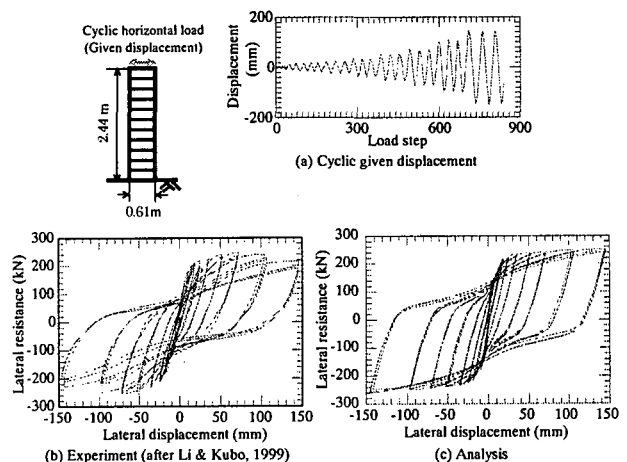 Cyclic horizontal load
(Given displacement)
2.44 m
0.61m
Displacement
(mm)
200
0
-200
0 300 600 900
Load step
(a) Cyclic given displacement
Lateral resistance (kN)
300
200
100
0
-100
-200
-300
-150 -100 -50 0 50 100 150
Lateral displacement (mm)
(b) Experiment (after Li & Kubo, 1999)
Lateral resistance (kN)
300
200
100
0
-100
-200
-300
-150 -100 -50 0 50 100 150
Lateral displacement (mm)
(c) Analysis